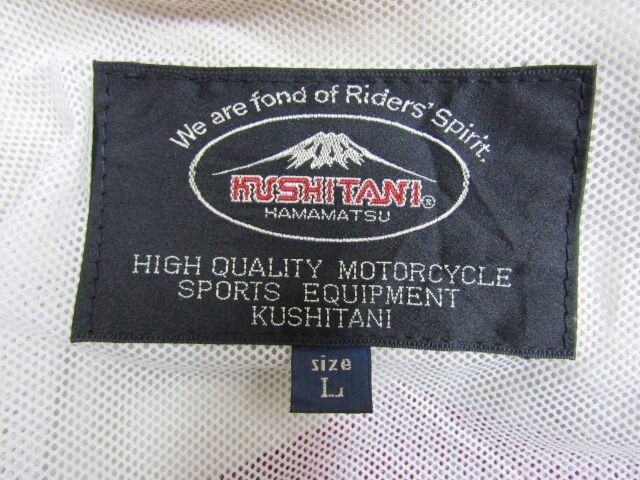 We are fond of Riders' Spirit.
KUSHITANI®
HAMAMATSU
HIGH QUALITY MOTORCYCLE
SPORTS EQUIPMENT
KUSHITANI
size
L